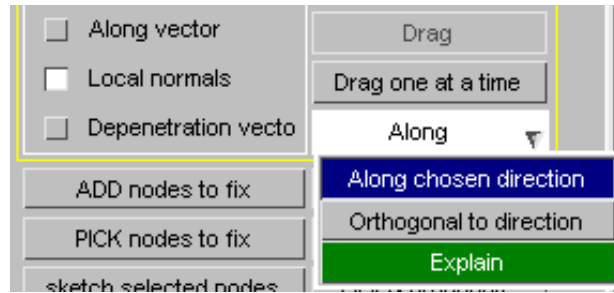 Along vector
Drag
Local normals
Drag one at a time
Depenetration vecto
Along
Along chosen direction
ADD nodes to fix
Orthogonal to direction
PICK nodes to fix
Explain
sketch selected nodes